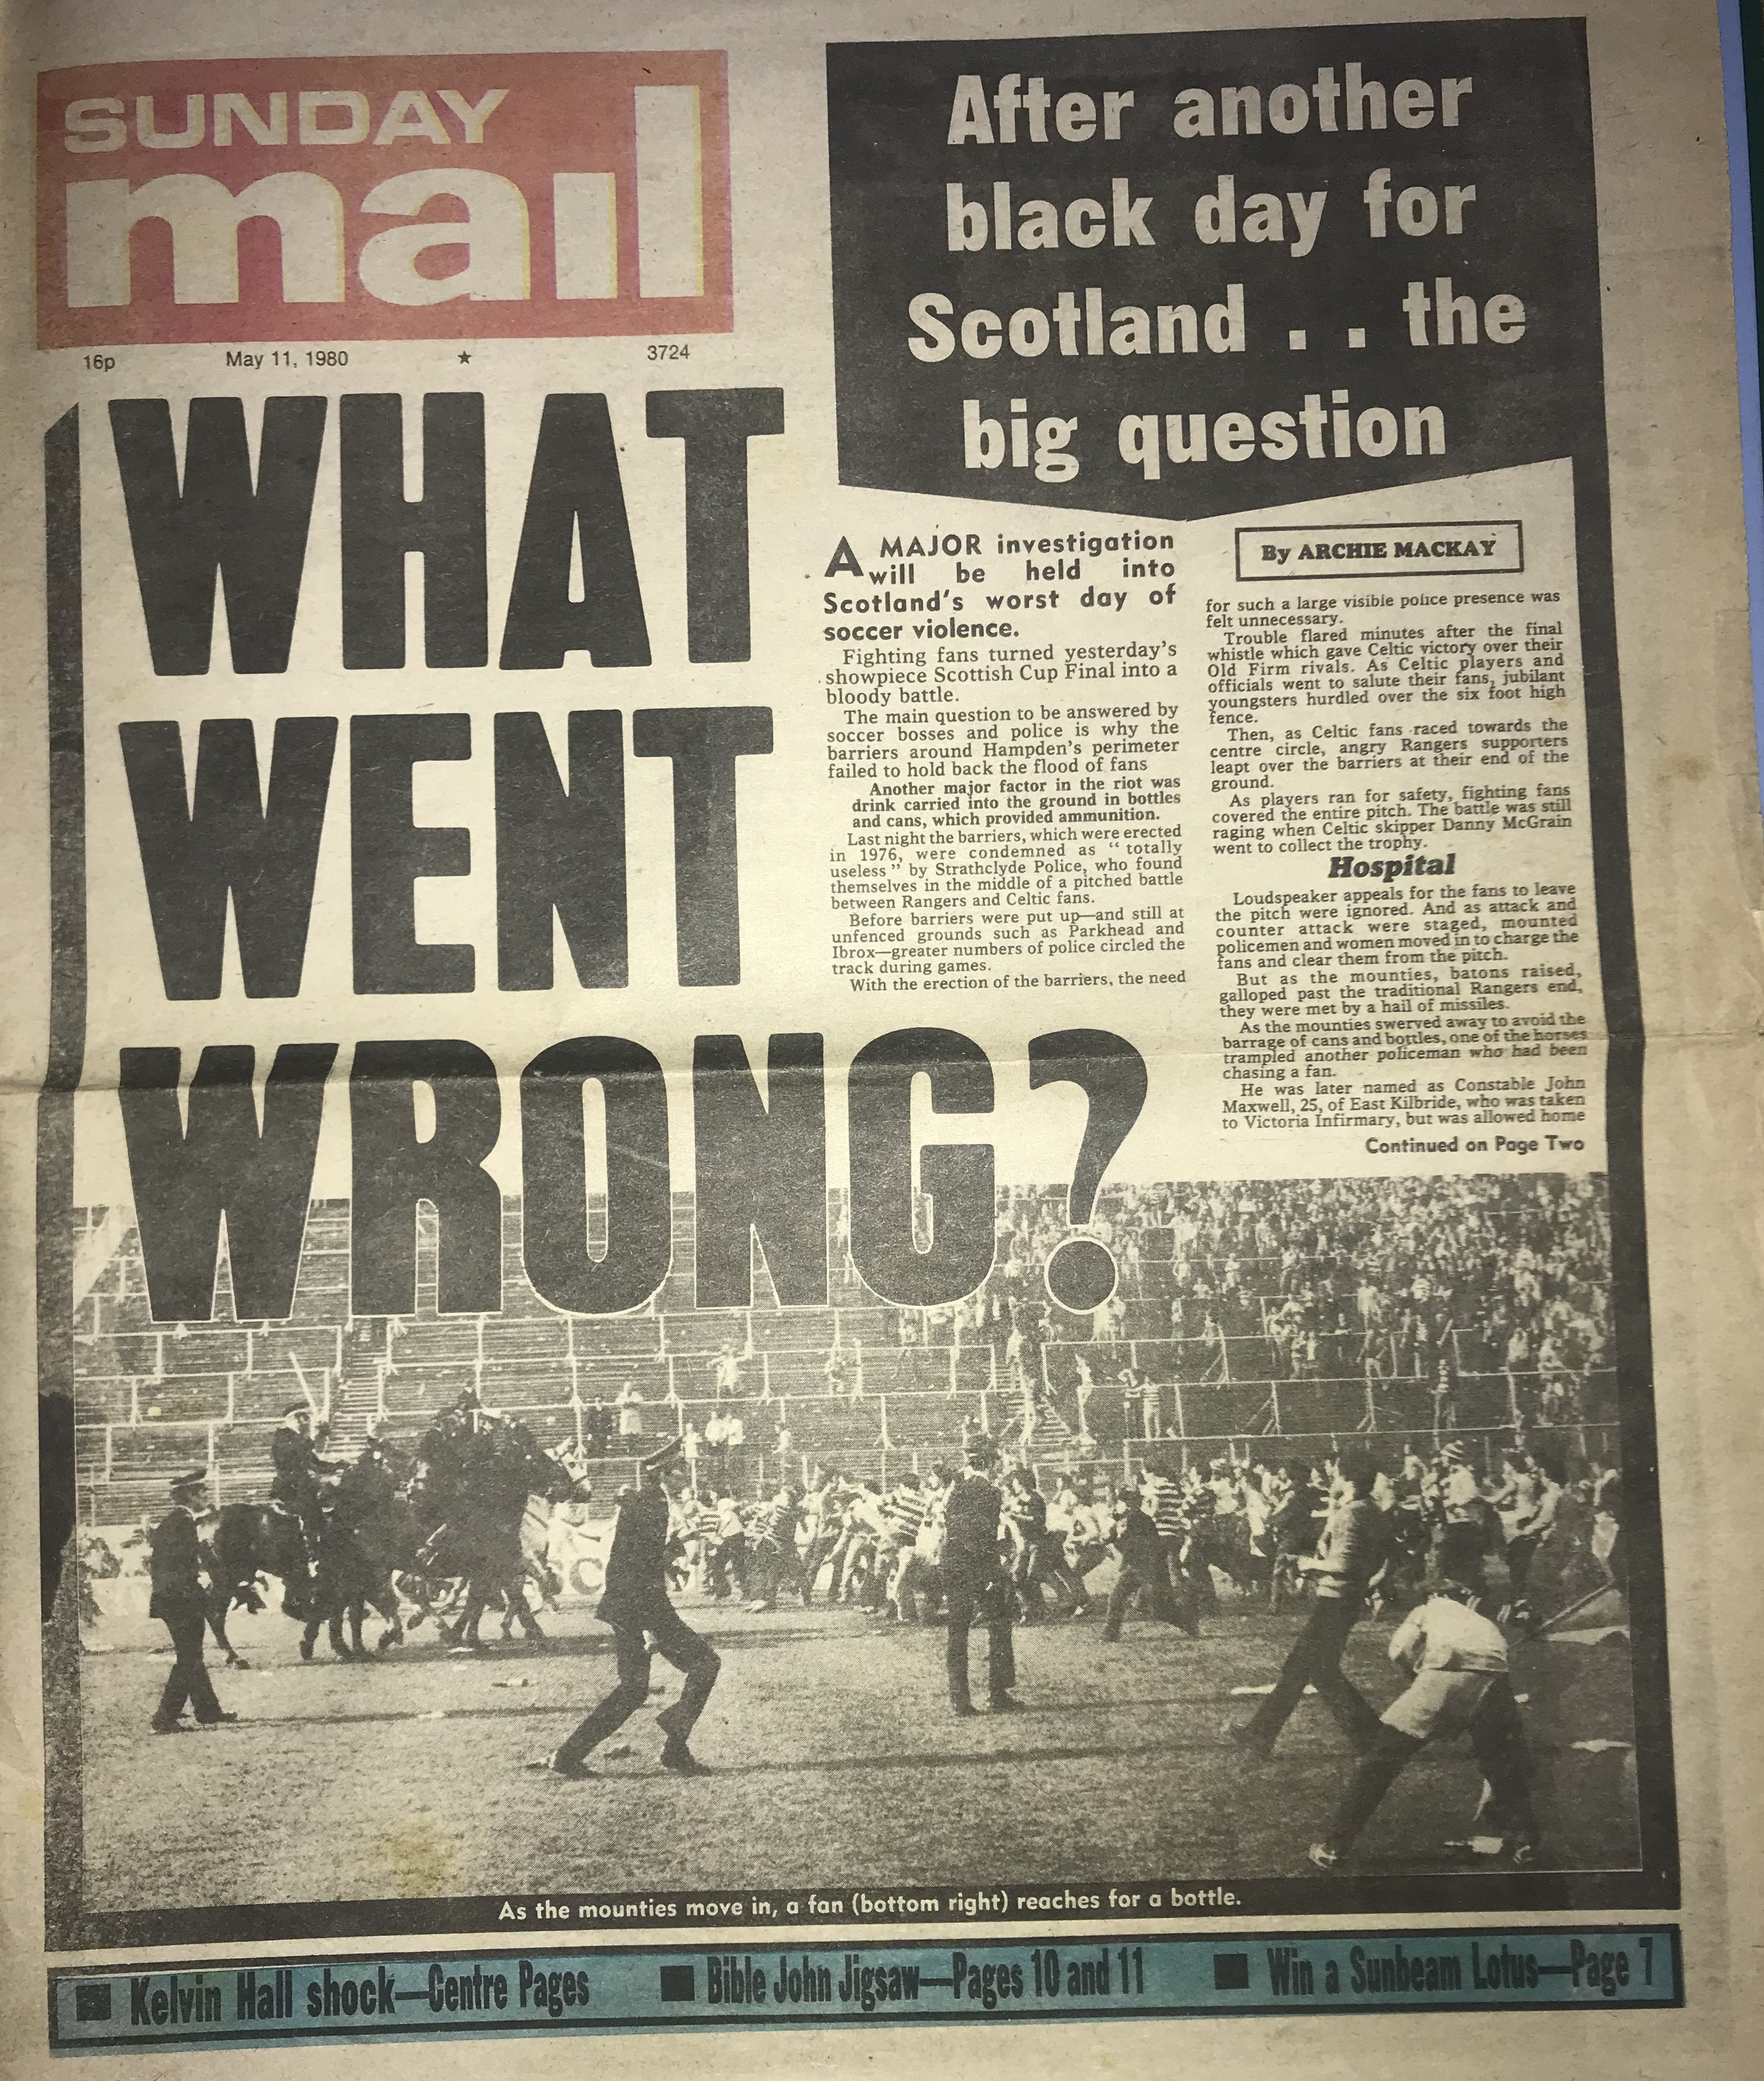 SUNDAY
mail
16p May 11, 1980 ★ 3724
After another
black day for
Scotland . . the
big question
WHAT
WENT
WRONG?
A MAJOR investigation
will be held into
Scotland's worst day of
soccer violence.
Fighting fans turned yesterday's
showpiece Scottish Cup Final into a
bloody battle.
The main question to be answered by
soccer bosses and police is why the
barriers around Hampden's perimeter
failed to hold back the flood of fans
Another major factor in the riot was
drink carried into the ground in bottles
and cans, which provided ammunition.
Last night the barriers, which were erected
in 1976, were condemned as “ totally
useless ” by Strathclyde Police, who found
themselves in the middle of a pitched battle
between Rangers and Celtic fans.
Before barriers were put up—and still at
unfenced grounds such as Parkhead and
Ibrox—greater numbers of police circled the
track during games.
With the erection of the barriers, the need
By ARCHIE MACKAY
for such a large visible police presence was
felt unnecessary.
Trouble flared minutes after the final
whistle which gave Celtic victory over their
Old Firm rivals. As Celtic players and
officials went to salute their fans, jubilant
youngsters hurdled over the six foot high
fence.
Then, as Celtic fans raced towards the
centre circle, angry Rangers supporters
leapt over the barriers at their end of the
ground.
As players ran for safety, fighting fans
covered the entire pitch. The battle was still
raging when Celtic skipper Danny McGrain
went to collect the trophy.
Hospital
Loudspeaker appeals for the fans to leave
the pitch were ignored. And as attack and
counter attack were staged, mounted
policemen and women moved in to charge the
fans and clear them from the pitch.
But as the mounties, batons raised,
galloped past the traditional Rangers end,
they were met by a hail of missiles.
As the mounties swerved away to avoid the
barrage of cans and bottles, one of the horses
trampled another policeman who had been
chasing a fan.
He was later named as Constable John
Maxwell, 25, of East Kilbride, who was taken
to Victoria Infirmary, but was allowed home
Continued on Page Two
As the mounties move in, a fan (bottom right) reaches for a bottle.
■ Kelvin Hall shock—Centre Pages ■ Bible John Jigsaw—Pages 10 and 11 ■ Win a Sunbeam Lotus—Page 7